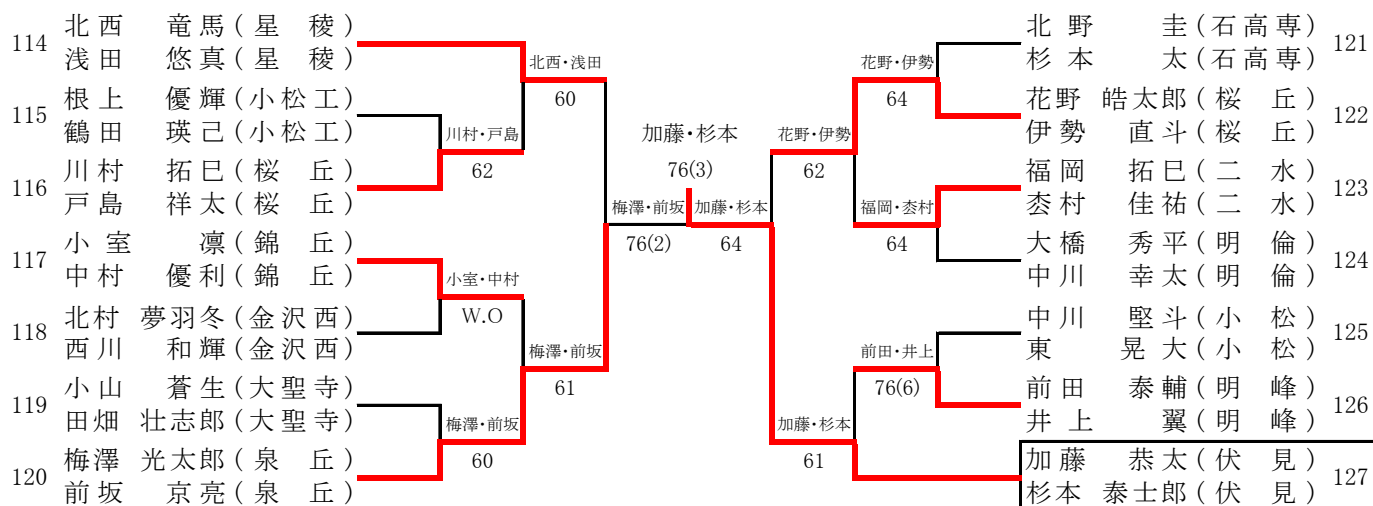 114
北西 竜馬(星 稜)
浅田 悠真(星 稜)
115
根上 優輝(小松工)
鶴田 瑛己(小松工)
116
川村 拓巳(桜 丘)
戸島 祥太(桜 丘)
117
小室 凛(錦 丘)
中村 優利(錦 丘)
118
北村 夢羽冬(金沢西)
西川 和輝(金沢西)
119
小山 蒼生(大聖寺)
田畑 壮志郎(大聖寺)
120
梅澤 光太郎(泉 丘)
前坂 京亮(泉 丘)
川村・戸島
62
小室・中村
W.O
梅澤・前坂
60
北西・浅田
60
梅澤・前坂
61
梅澤・前坂
76(2)
加藤・杉本
76(3)
加藤・杉本
64
花野・伊勢
62
加藤・杉本
61
花野・伊勢
64
福岡・枩村
64
前田・井上
76(6)
北野 圭(石高専)
杉本 太(石高専)
121
花野 皓太郎(桜 丘)
伊勢 直斗(桜 丘)
122
福岡 拓巳(二 水)
枩村 佳祐(二 水)
123
大橋 秀平(明 倫)
中川 幸太(明 倫)
124
中川 堅斗(小 松)
東 晃大(小 松)
125
前田 泰輔(明 峰)
井上 翼(明 峰)
126
加藤 恭太(伏 見)
杉本 泰士郎(伏 見)
127